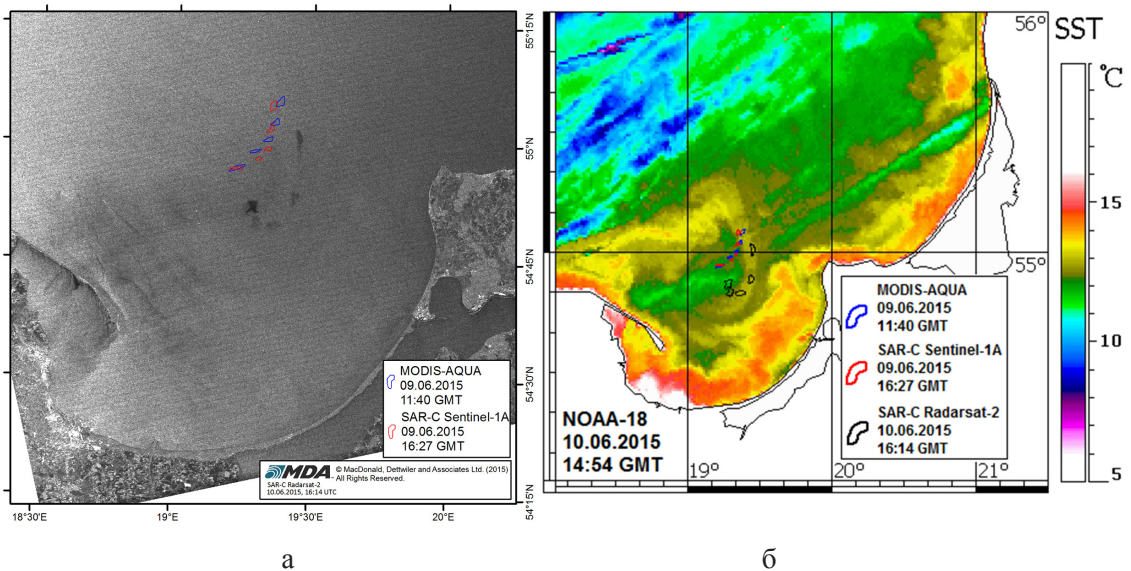 55°15'N
55°N
54°45'N
54°30'N
54°15'N
MODIS-AQUA
09.06.2015
11:40 GMT
SAR-C Sentinel-1A
09.06.2015
16:27 GMT
MDA
© MacDonald, Dettwiler and Associates Ltd. (2015)
All Rights Reserved.
SAR-C Radarsat-2
10.06.2015, 16:14 UTC
18°30'E
19°E
19°30'E
20°E
а
56°
55°
SST
°C
15
10
5
MODIS-AQUA
09.06.2015
11:40 GMT
SAR-C Sentinel-1A
09.06.2015
16:27 GMT
SAR-C Radarsat-2
10.06.2015
16:14 GMT
NOAA-18
10.06.2015
14:54 GMT
19°
20°
21°
б